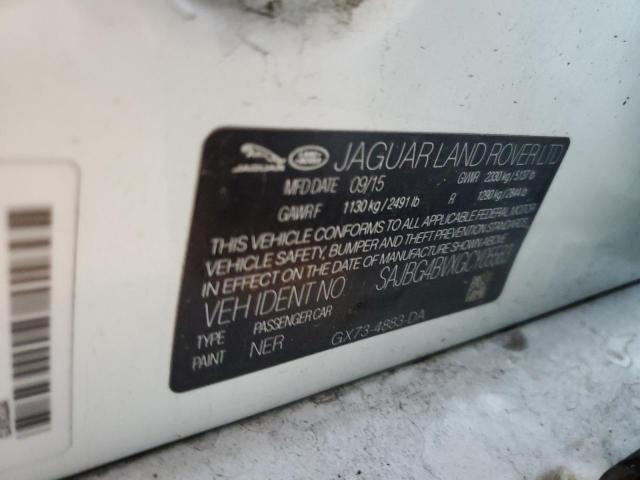 JAGUAR LAND ROVER LTD
MFD DATE 09/15 GVWR 2330 kg / 5137 lb
GAWR F 1130 kg / 2491 lb R 1290 kg / 2844 lb
THIS VEHICLE CONFORMS TO ALL APPLICABLE FEDERAL MOTOR
VEHICLE SAFETY, BUMPER AND THEFT PREVENTION STANDARDS,
IN EFFECT ON THE DATE OF MANUFACTURE SHOWN ABOVE
VEH IDENT NO
TYPE PASSENGER CAR
PAINT NER GX73-4883-DA